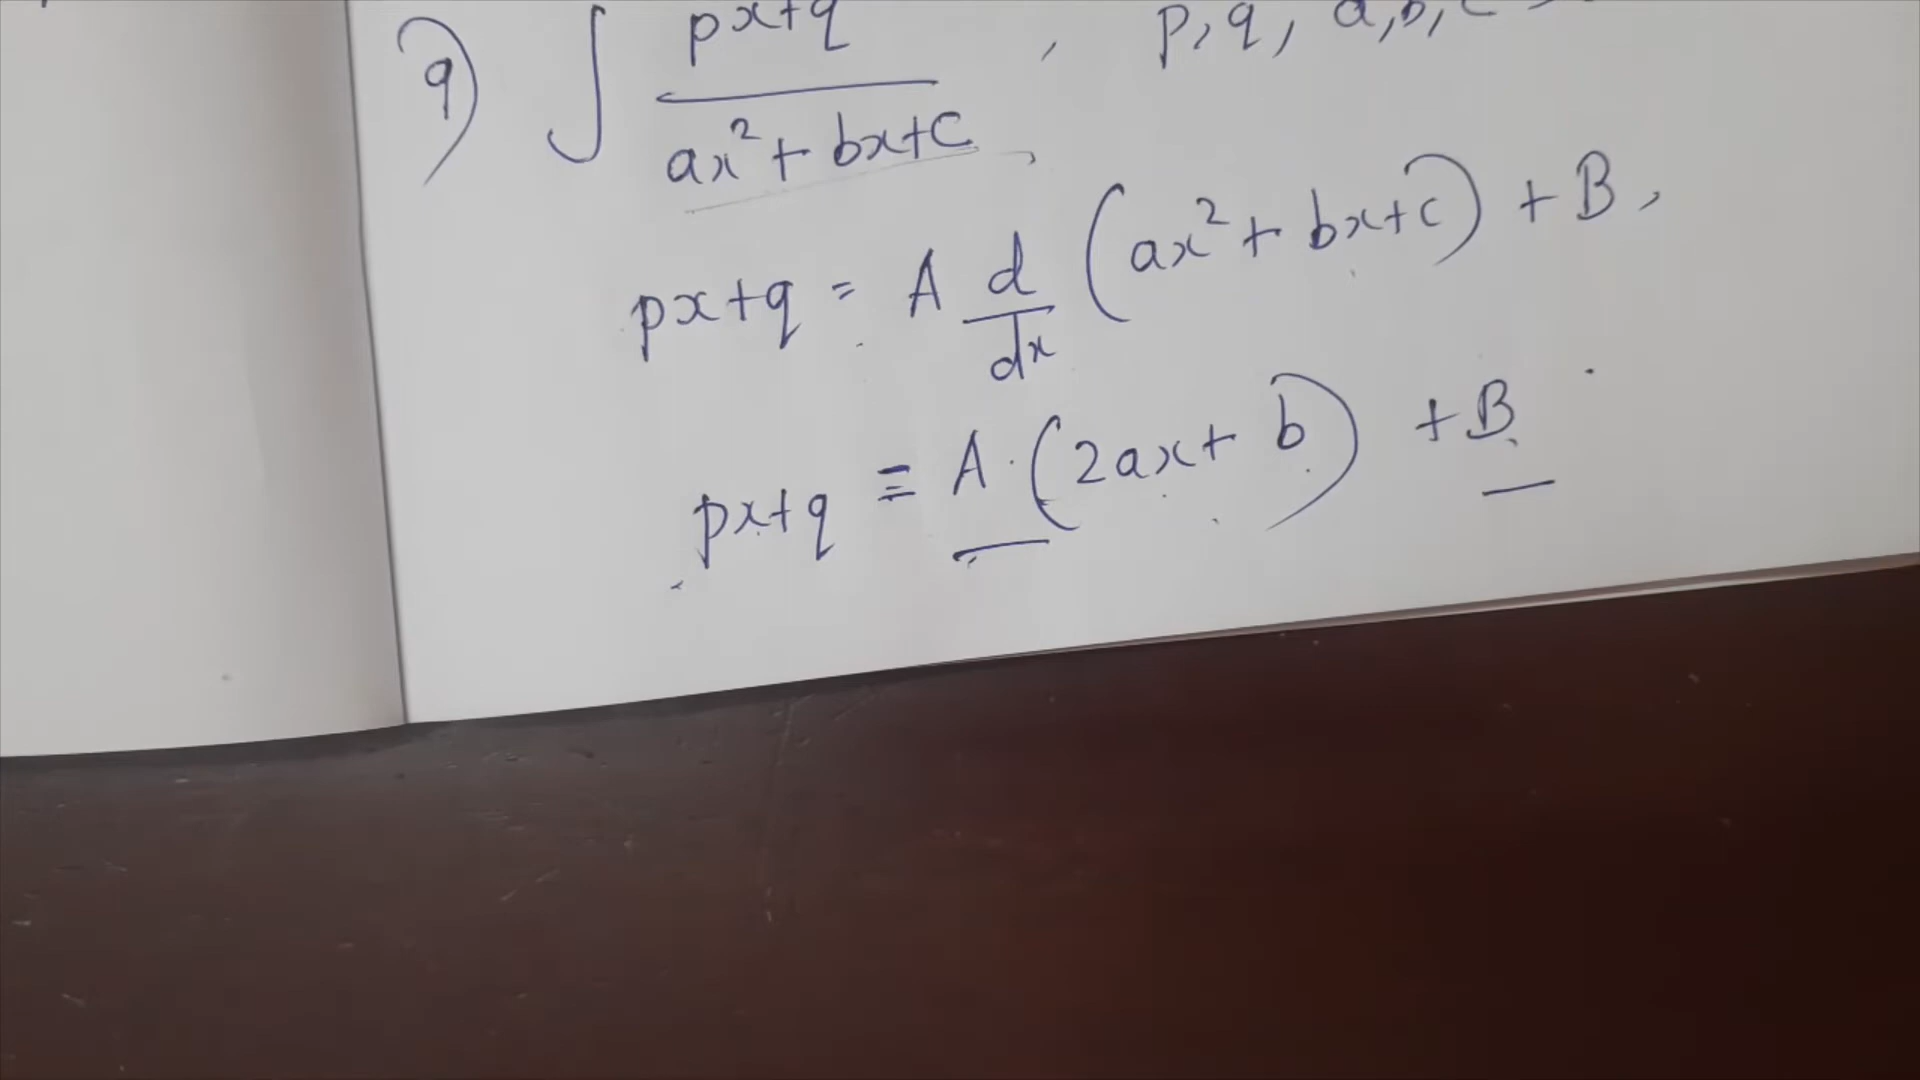 9) ∫ px+q / ax²+bx+c , p, q, a, b, c
px+q = A d/dx (ax²+bx+c) + B,
px+q ≡ A·(2ax+b) + B